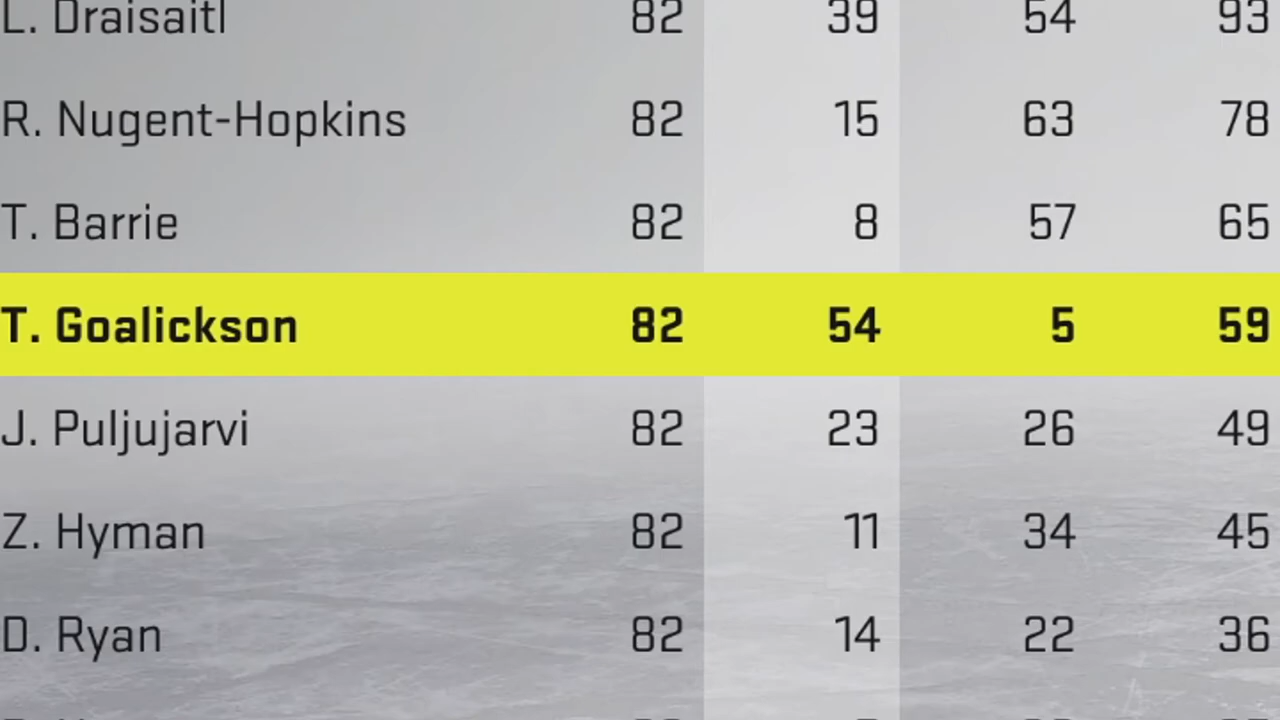 L. Draisaitl 82 39 54 93
R. Nugent-Hopkins 82 15 63 78
T. Barrie 82 8 57 65
T. Goalickson 82 54 5 59
J. Puljujarvi 82 23 26 49
Z. Hyman 82 11 34 45
D. Ryan 82 14 22 36